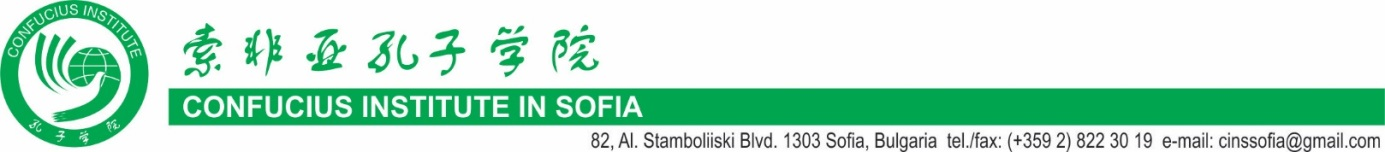 CONFUCIUS INSTITUTE
孔子学院
索非亚孔子学院
CONFUCIUS INSTITUTE IN SOFIA
82, Al. Stamboliiski Blvd. 1303 Sofia, Bulgaria tel./fax: (+359 2) 822 30 19 e-mail: cinssofia@gmail.com